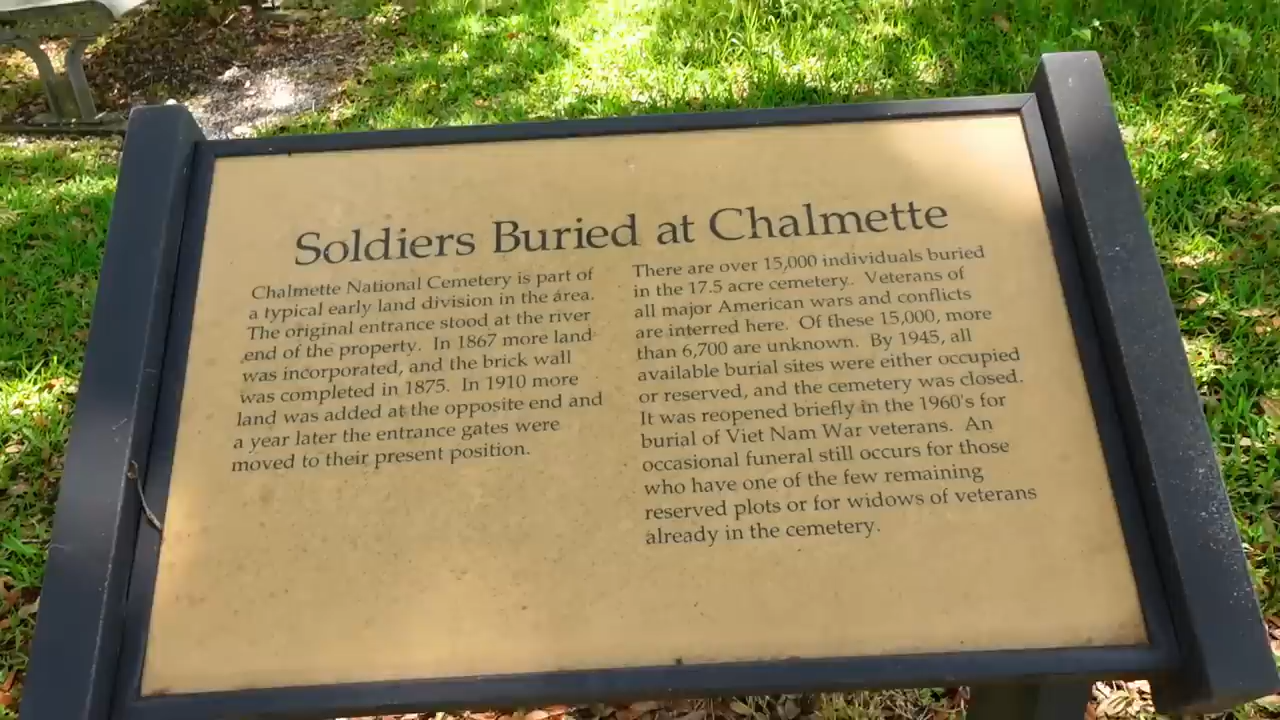 Soldiers Buried at Chalmette
Chalmette National Cemetery is part of
a typical early land division in the area.
The original entrance stood at the river
end of the property. In 1867 more land
was incorporated, and the brick wall
was completed in 1875. In 1910 more
land was added at the opposite end and
a year later the entrance gates were
moved to their present position.
There are over 15,000 individuals buried
in the 17.5 acre cemetery. Veterans of
all major American wars and conflicts
are interred here. Of these 15,000, more
than 6,700 are unknown. By 1945, all
available burial sites were either occupied
or reserved, and the cemetery was closed.
It was reopened briefly in the 1960's for
burial of Viet Nam War veterans. An
occasional funeral still occurs for those
who have one of the few remaining
reserved plots or for widows of veterans
already in the cemetery.